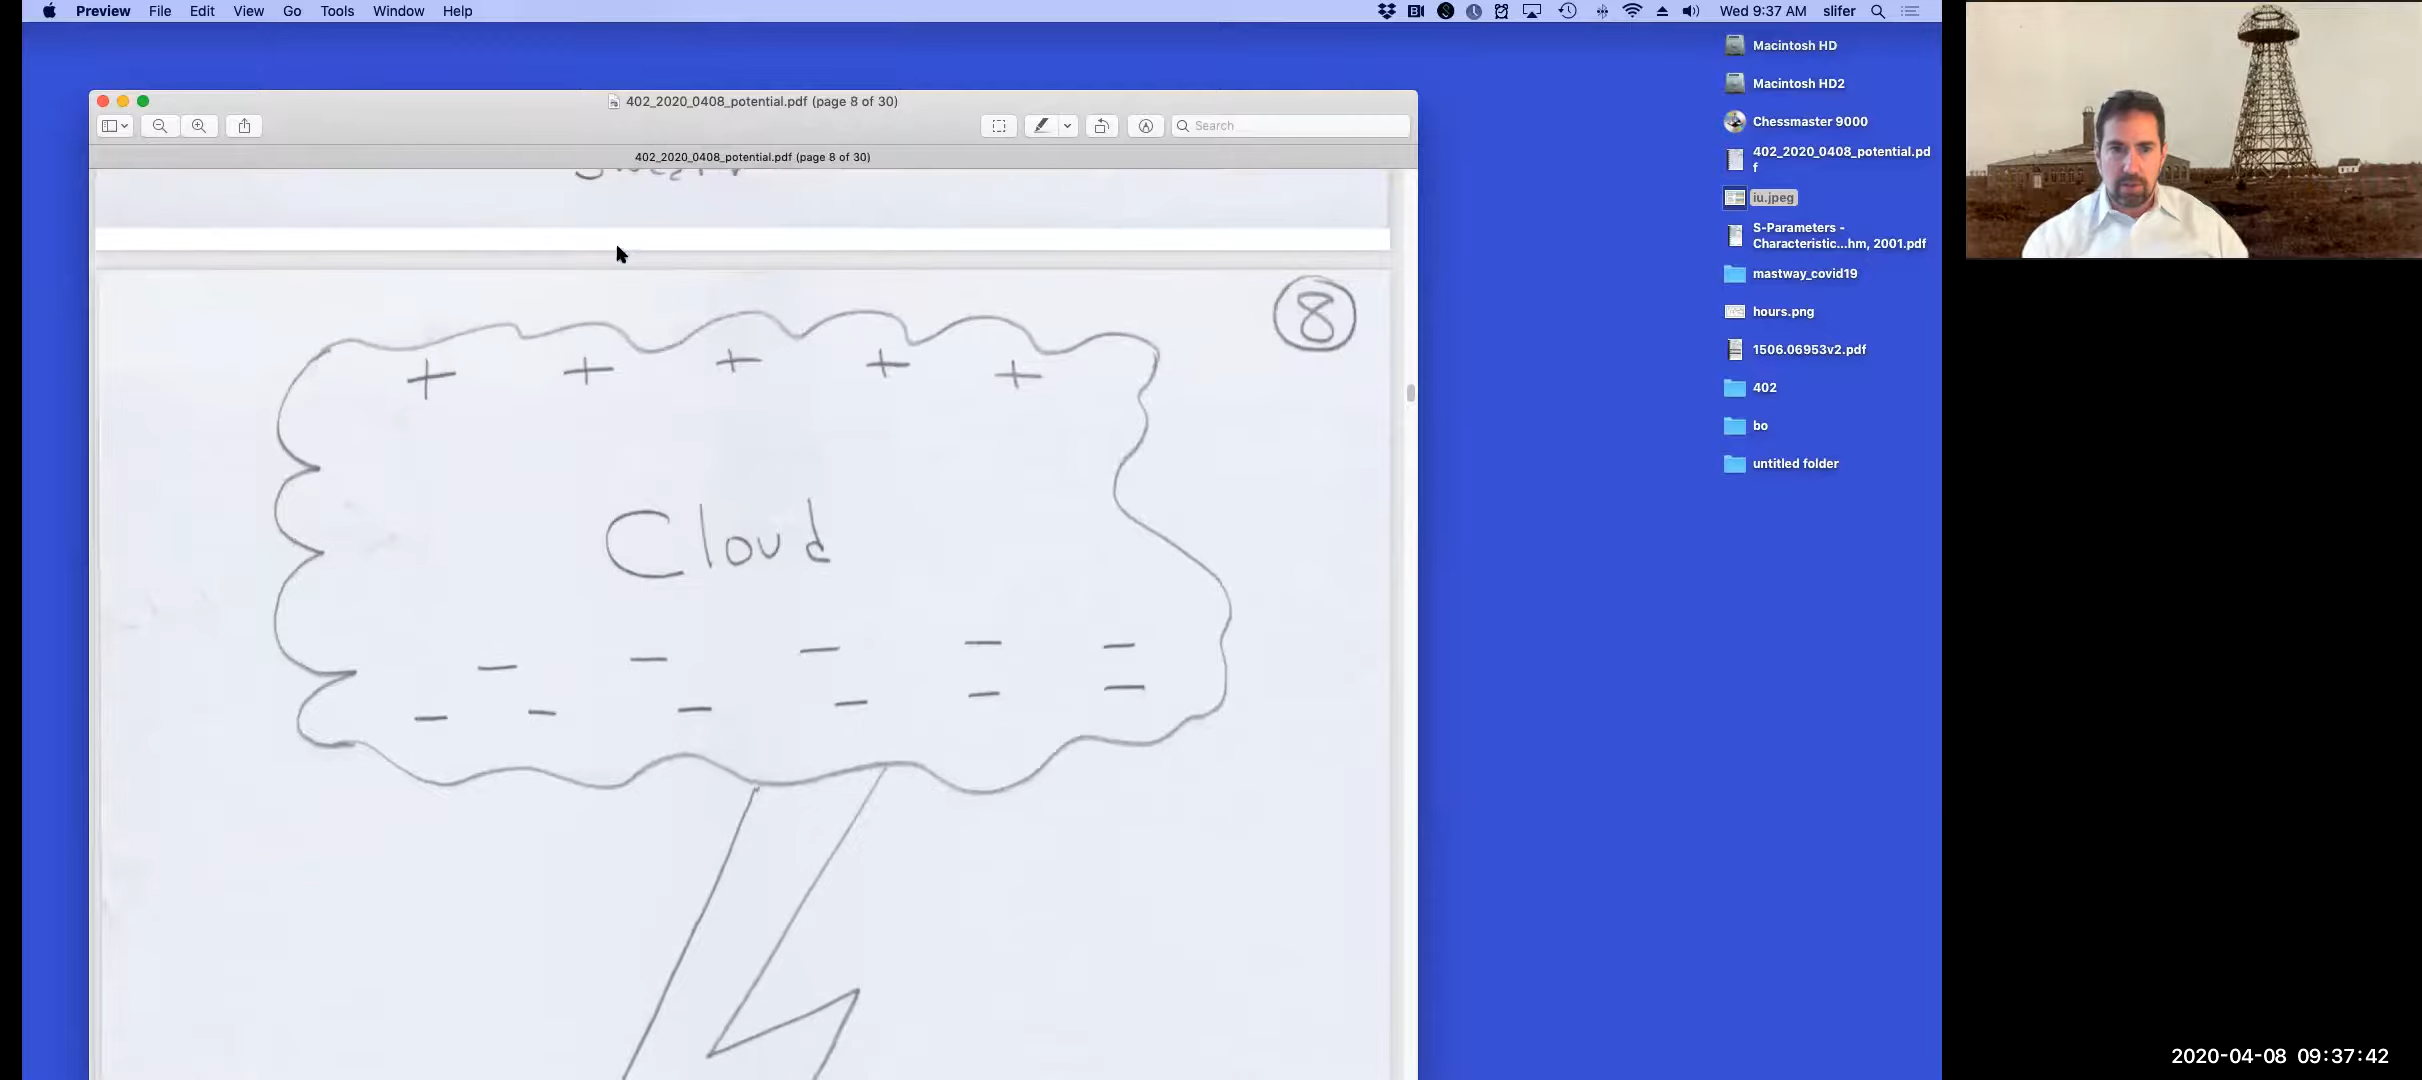 Preview File Edit View Go Tools Window Help
Wed 9:37 AM slifer
402_2020_0408_potential.pdf (page 8 of 30)
Search
402_2020_0408_potential.pdf (page 8 of 30)
8
+ + + + +
Cloud
− − − − −
− − − − − −
Macintosh HD
Macintosh HD2
Chessmaster 9000
402_2020_0408_potential.pd
f
iu.jpeg
S-Parameters -
Characteristic...hm, 2001.pdf
mastway_covid19
hours.png
1506.06953v2.pdf
402
bo
untitled folder
2020-04-08 09:37:42